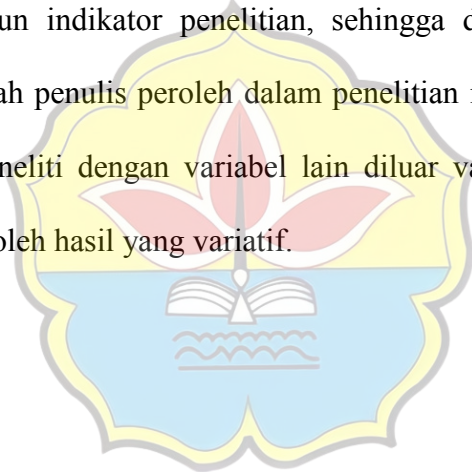 un indikator penelitian, sehingga d
ah penulis peroleh dalam penelitian i
neliti dengan variabel lain diluar va
oleh hasil yang variatif.